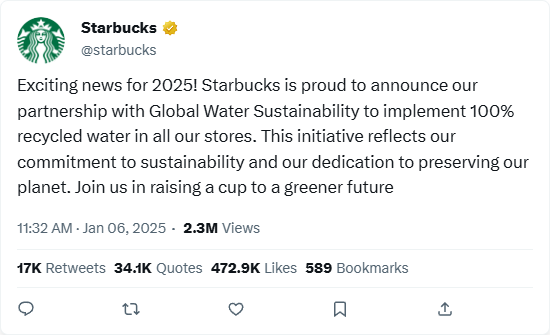 Starbucks
@starbucks
Exciting news for 2025! Starbucks is proud to announce our
partnership with Global Water Sustainability to implement 100%
recycled water in all our stores. This initiative reflects our
commitment to sustainability and our dedication to preserving our
planet. Join us in raising a cup to a greener future
11:32 AM · Jan 06, 2025 · 2.3M Views
17K Retweets 34.1K Quotes 472.9K Likes 589 Bookmarks